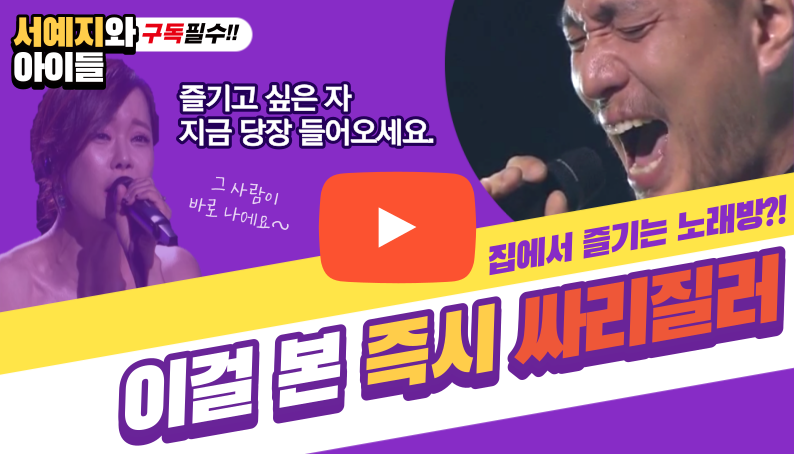 서예지와
아이들
구독필수!!
즐기고 싶은 자
지금 당장 들어오세요.
그 사람이
바로 나에요~
집에서 즐기는 노래방?!
이걸 본 즉시 싸리질러